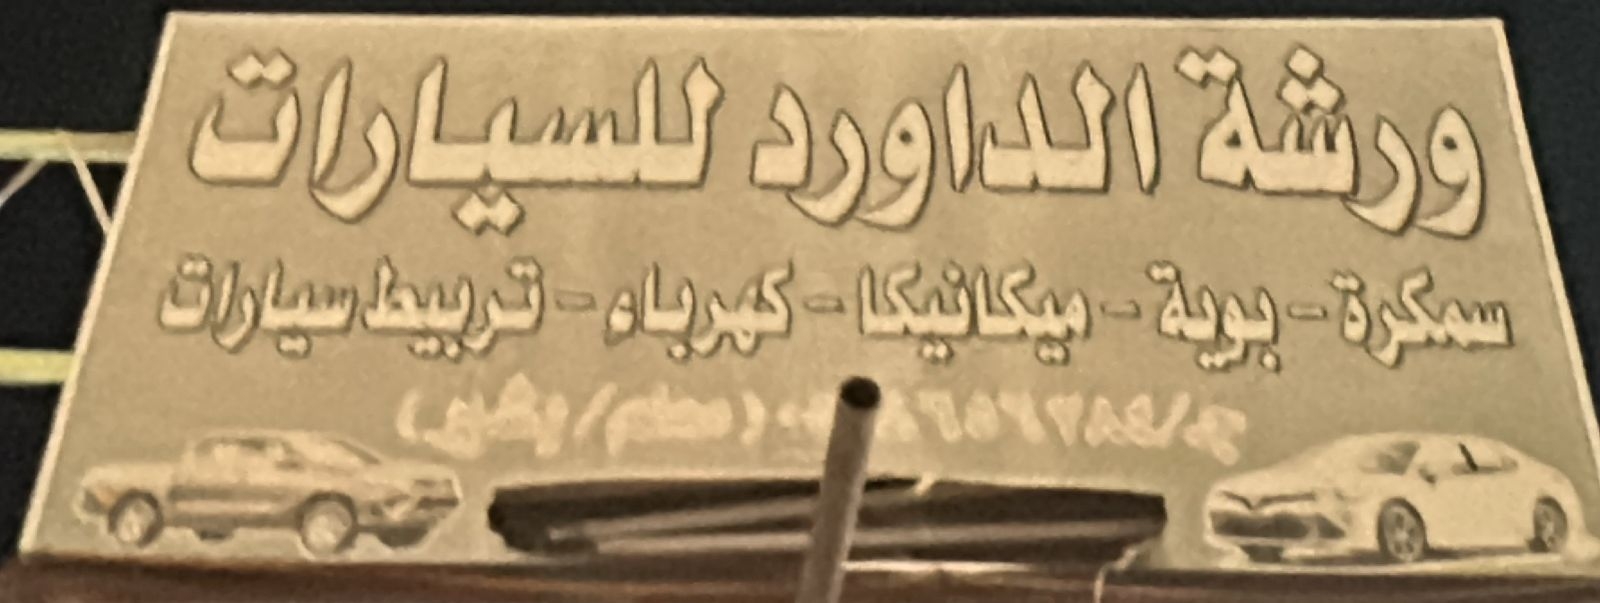 ورشة الداورد للسيارات
سمكرة - بوية - ميكانيكا - كهرباء - تربيط سيارات